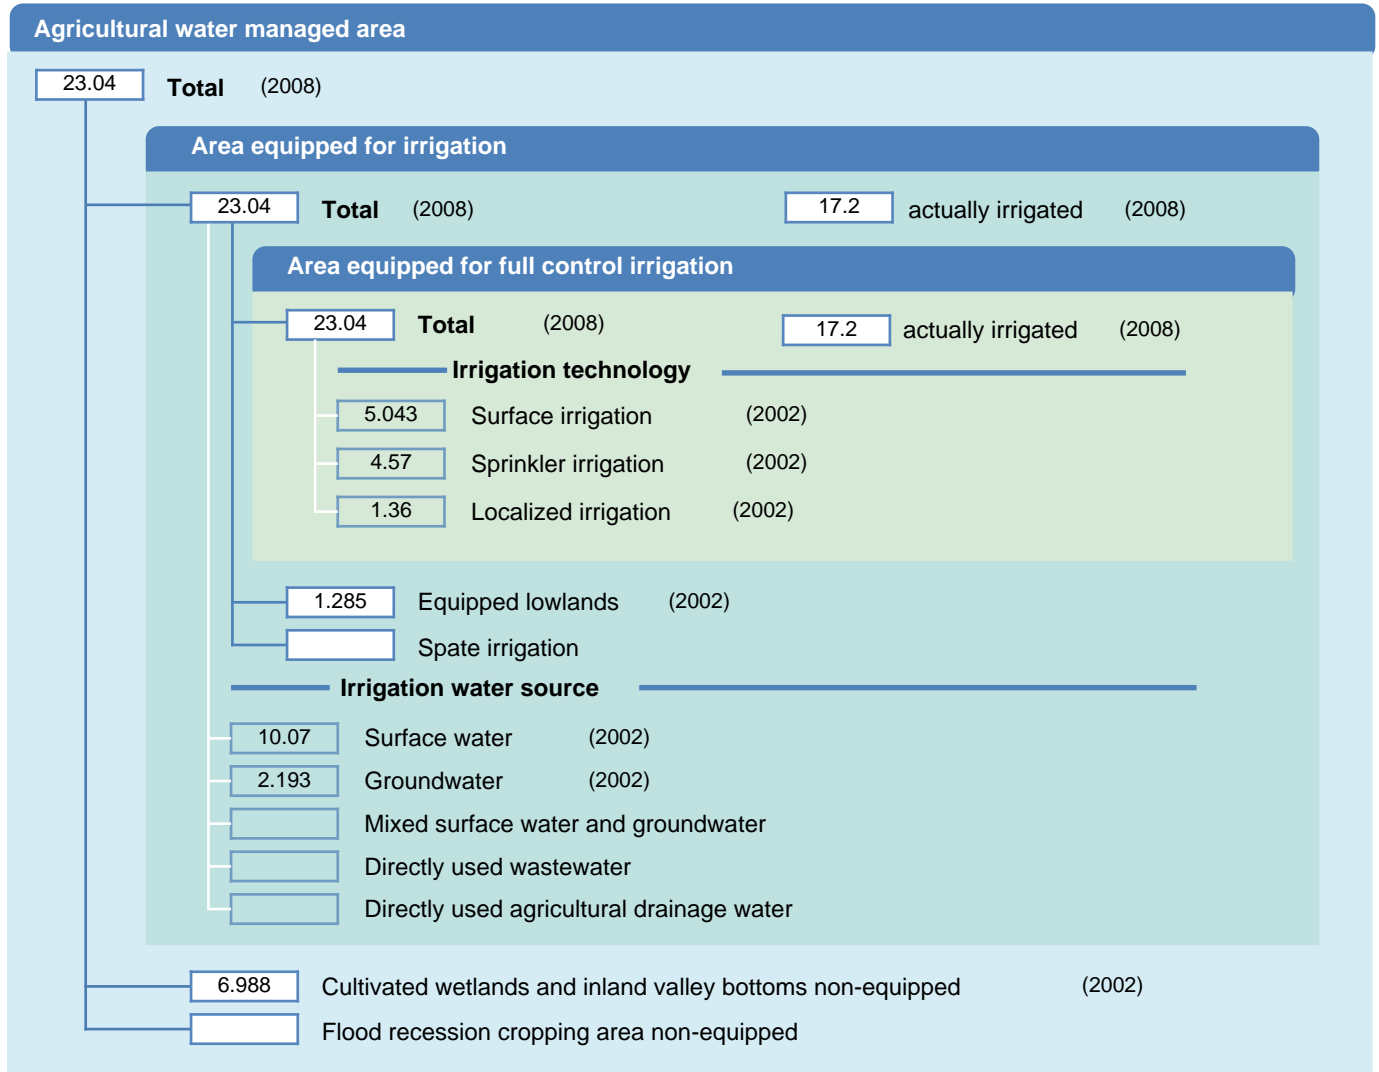 Agricultural water managed area
23.04 Total (2008)
Area equipped for irrigation
23.04 Total (2008) 17.2 actually irrigated (2008)
Area equipped for full control irrigation
23.04 Total (2008) 17.2 actually irrigated (2008)
Irrigation technology
5.043 Surface irrigation (2002)
4.57 Sprinkler irrigation (2002)
1.36 Localized irrigation (2002)
1.285 Equipped lowlands (2002)
Spate irrigation
Irrigation water source
10.07 Surface water (2002)
2.193 Groundwater (2002)
Mixed surface water and groundwater
Directly used wastewater
Directly used agricultural drainage water
6.988 Cultivated wetlands and inland valley bottoms non-equipped (2002)
Flood recession cropping area non-equipped